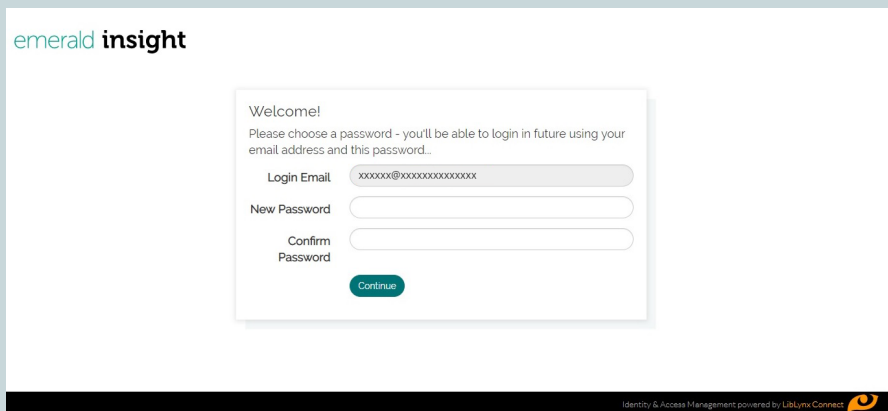 emerald insight
Welcome!
Please choose a password - you'll be able to login in future using your
email address and this password...
Login Email
xxxxxx@xxxxxxxxxxxxxx
New Password
Confirm
Password
Continue
Identity & Access Management powered by LibLynx Connect